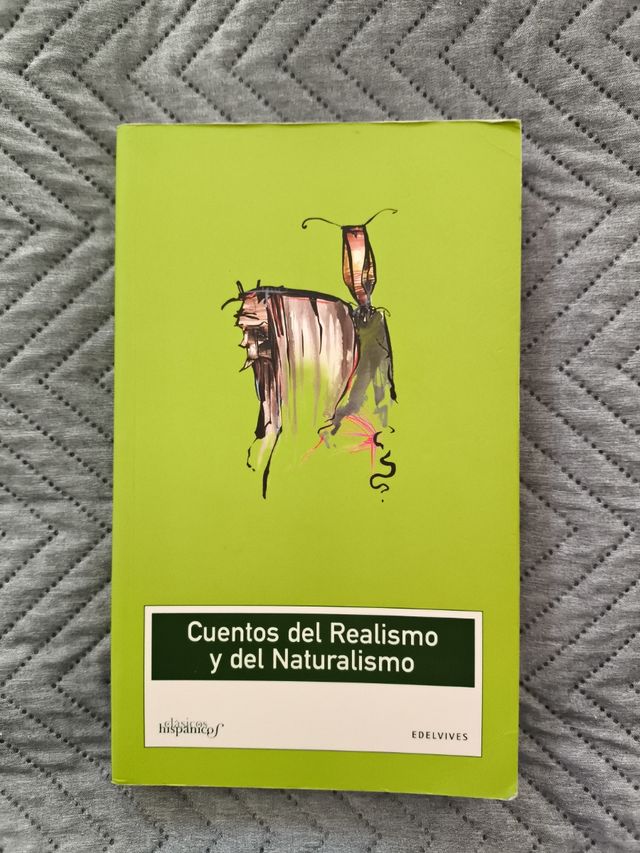 Cuentos del Realismo
y del Naturalismo
clásicos
hispánicos
EDELVIVES